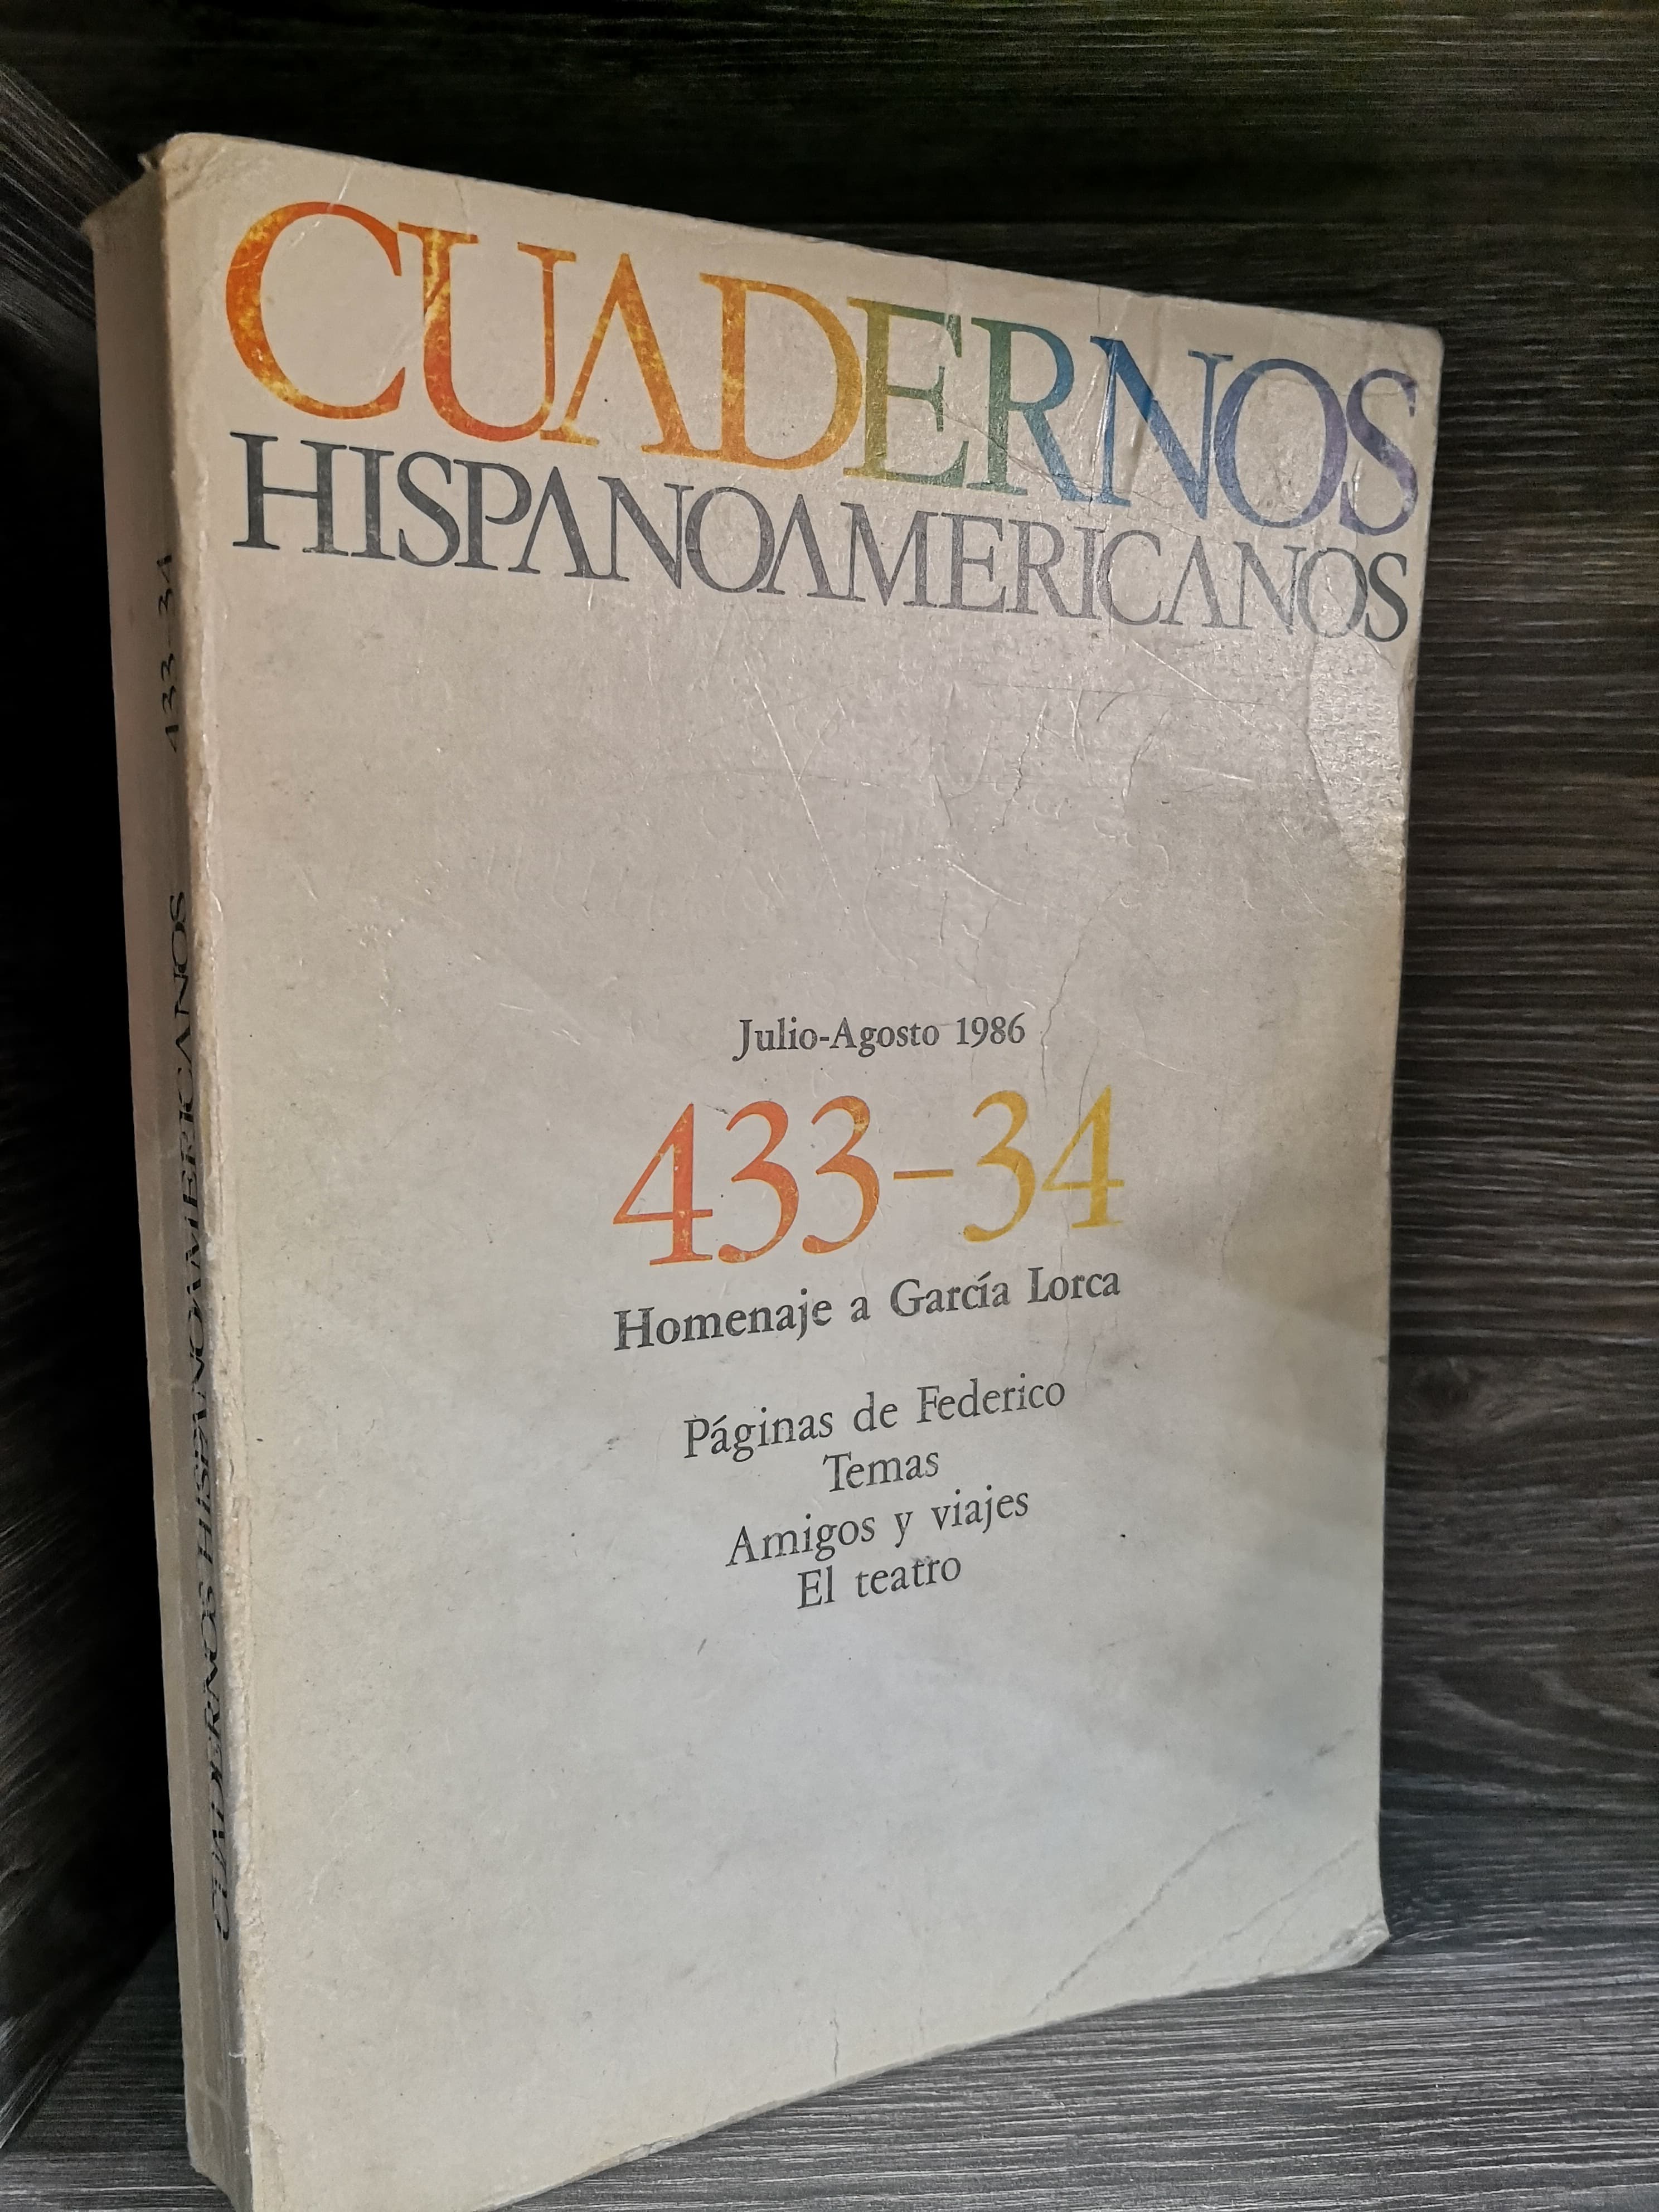 CUADERNOS
HISPANOAMERICANOS
Julio-Agosto 1986
433-34
Homenaje a García Lorca
Páginas de Federico
Temas
Amigos y viajes
El teatro
CUADERNOS HISPANOAMERICANOS 433-34